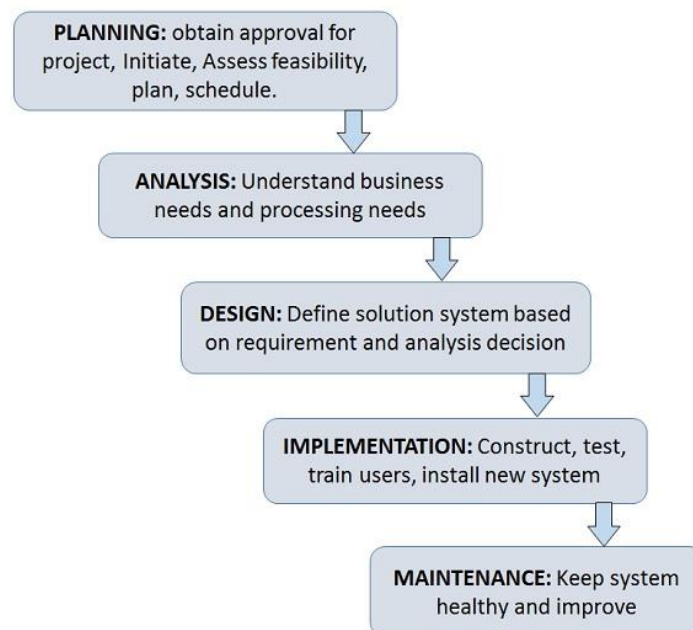 PLANNING: obtain approval for
project, Initiate, Assess feasibility,
plan, schedule.
ANALYSIS: Understand business
needs and processing needs
DESIGN: Define solution system based
on requirement and analysis decision
IMPLEMENTATION: Construct, test,
train users, install new system
MAINTENANCE: Keep system
healthy and improve